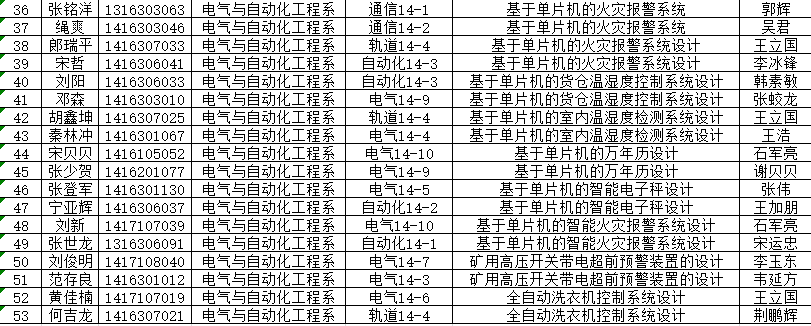 36 张铭洋 1316303063 电气与自动化工程系 通信14-1 基于单片机的火灾报警系统 郭辉
37 绳爽 1416303046 电气与自动化工程系 通信14-2 基于单片机的火灾报警系统 吴君
38 郎瑞平 1416307033 电气与自动化工程系 轨道14-4 基于单片机的火灾报警系统设计 王立国
39 宋哲 1416306041 电气与自动化工程系 自动化14-3 基于单片机的火灾报警系统设计 李冰锋
40 刘阳 1416306033 电气与自动化工程系 自动化14-3 基于单片机的货仓温湿度控制系统设计 韩素敏
41 邓森 1416303010 电气与自动化工程系 电气14-9 基于单片机的货仓温湿度控制系统设计 张蛟龙
42 胡鑫坤 1416307025 电气与自动化工程系 轨道14-4 基于单片机的室内温湿度检测系统设计 王立国
43 秦林冲 1416301067 电气与自动化工程系 电气14-4 基于单片机的室内温湿度检测系统设计 王浩
44 宋贝贝 1416105052 电气与自动化工程系 电气14-10 基于单片机的万年历设计 石军亮
45 张少贺 1416201077 电气与自动化工程系 电气14-9 基于单片机的万年历设计 谢贝贝
46 张登军 1416301130 电气与自动化工程系 电气14-5 基于单片机的智能电子秤设计 张伟
47 宁亚辉 1416306037 电气与自动化工程系 自动化14-2 基于单片机的智能电子秤设计 王加朋
48 刘新 1417107039 电气与自动化工程系 电气14-10 基于单片机的智能火灾报警系统设计 石军亮
49 张世龙 1316306091 电气与自动化工程系 自动化14-1 基于单片机的智能火灾报警系统设计 宋运忠
50 刘俊明 1417108040 电气与自动化工程系 电气14-7 矿用高压开关带电超前预警装置的设计 李玉东
51 范存良 1416301012 电气与自动化工程系 电气14-3 矿用高压开关带电超前预警装置的设计 韦延方
52 黄佳楠 1417107019 电气与自动化工程系 电气14-6 全自动洗衣机控制系统设计 王立国
53 何吉龙 1416307021 电气与自动化工程系 轨道14-4 全自动洗衣机控制系统设计 荆鹏辉